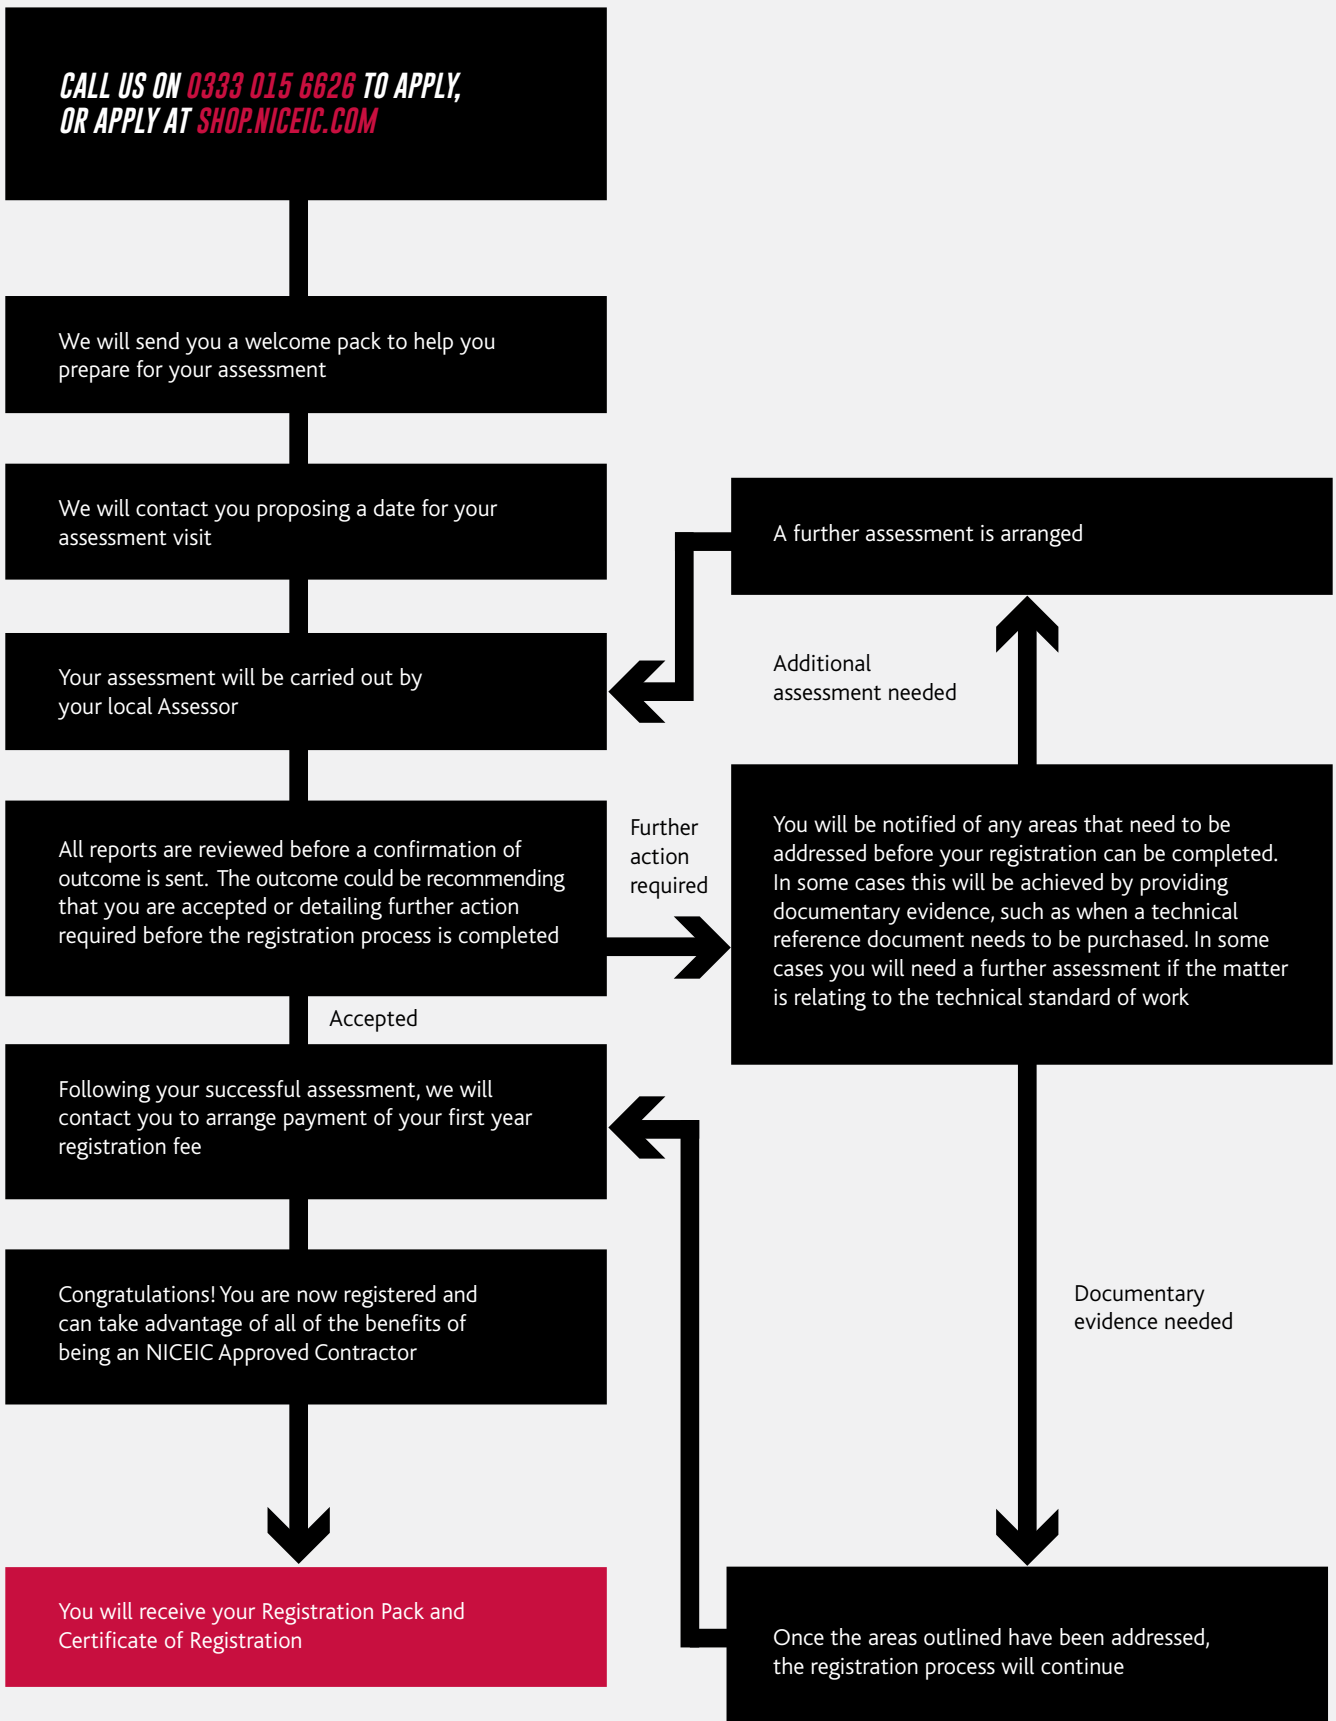 CALL US ON 0333 015 6626 TO APPLY,
OR APPLY AT SHOP.NICEIC.COM
We will send you a welcome pack to help you
prepare for your assessment
We will contact you proposing a date for your
assessment visit
A further assessment is arranged
Your assessment will be carried out by
your local Assessor
Additional
assessment needed
All reports are reviewed before a confirmation of
outcome is sent. The outcome could be recommending
that you are accepted or detailing further action
required before the registration process is completed
Further
action
required
You will be notified of any areas that need to be
addressed before your registration can be completed.
In some cases this will be achieved by providing
documentary evidence, such as when a technical
reference document needs to be purchased. In some
cases you will need a further assessment if the matter
is relating to the technical standard of work
Accepted
Following your successful assessment, we will
contact you to arrange payment of your first year
registration fee
Congratulations! You are now registered and
can take advantage of all of the benefits of
being an NICEIC Approved Contractor
Documentary
evidence needed
You will receive your Registration Pack and
Certificate of Registration
Once the areas outlined have been addressed,
the registration process will continue